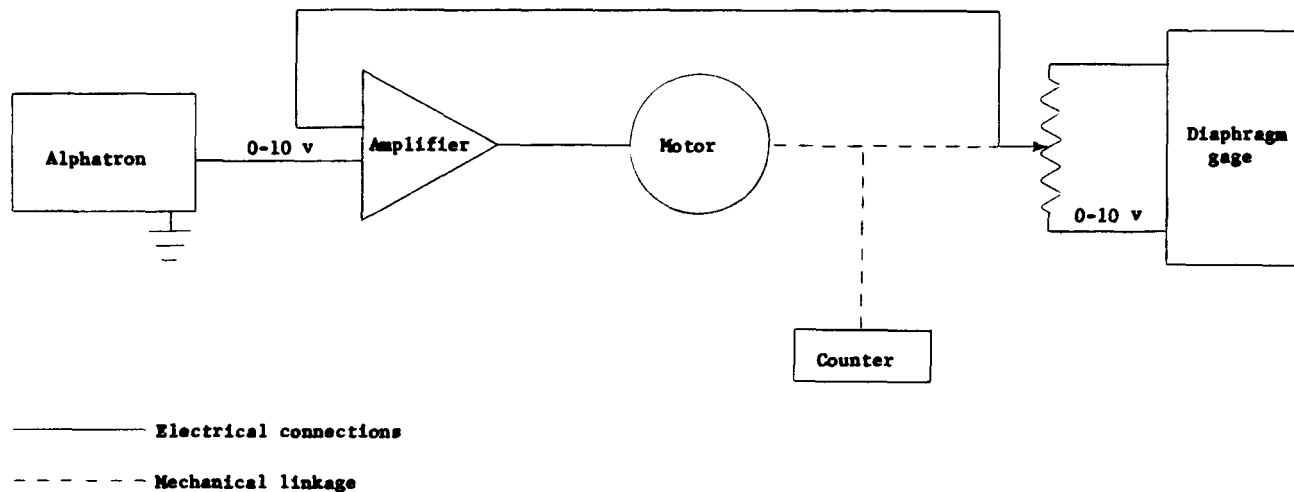 Alphatron
0-10 v
Amplifier
Motor
Diaphragm
gage
0-10 v
Counter
Electrical connections
Mechanical linkage